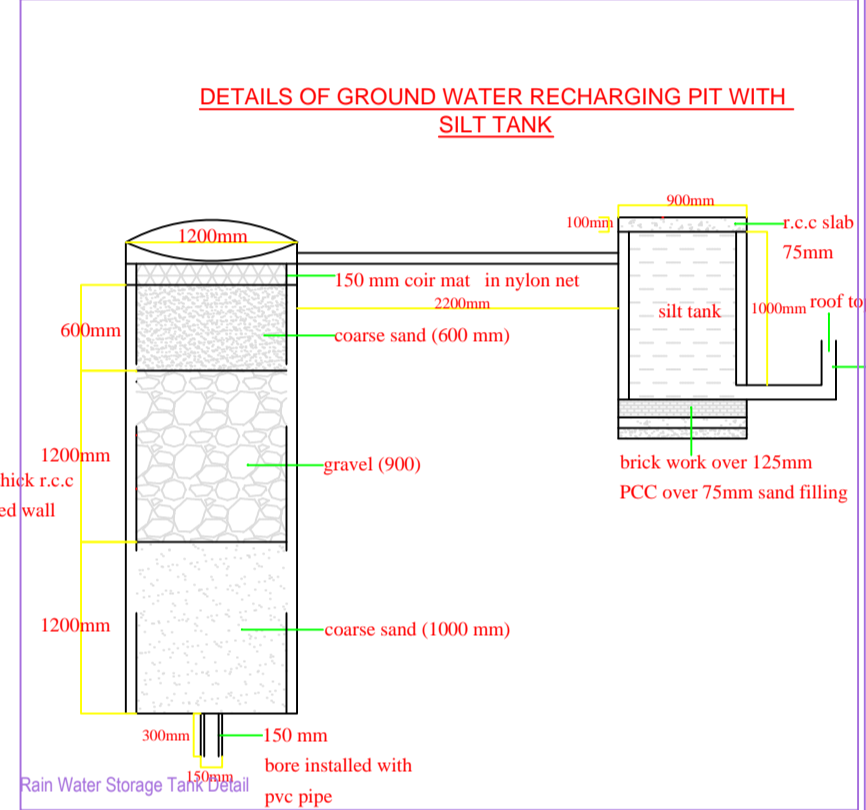 DETAILS OF GROUND WATER RECHARGING PIT WITH
SILT TANK
900mm
100mm
r.c.c slab
75mm
1200mm
150 mm coir mat in nylon net
2200mm
silt tank
1000mm
roof to
600mm
coarse sand (600 mm)
1200mm
hick r.c.c
ed wall
gravel (900)
brick work over 125mm
PCC over 75mm sand filling
1200mm
coarse sand (1000 mm)
300mm
150 mm
bore installed with
pvc pipe
150mm
Rain Water Storage Tank Detail